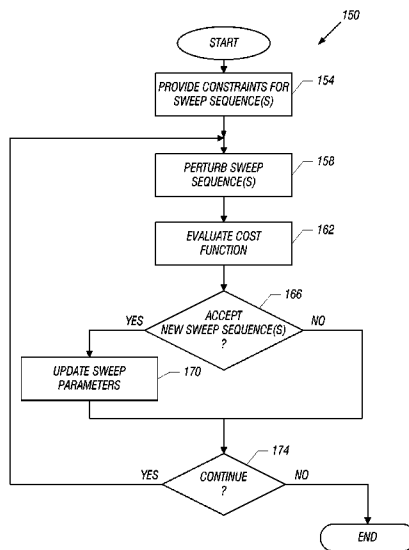 150
START
PROVIDE CONSTRAINTS FOR
SWEEP SEQUENCE(S)
154
PERTURB SWEEP
SEQUENCE(S)
158
EVALUATE COST
FUNCTION
162
166
YES
ACCEPT
NEW SWEEP SEQUENCE(S)
?
NO
UPDATE SWEEP
PARAMETERS
170
174
YES
CONTINUE
?
NO
END